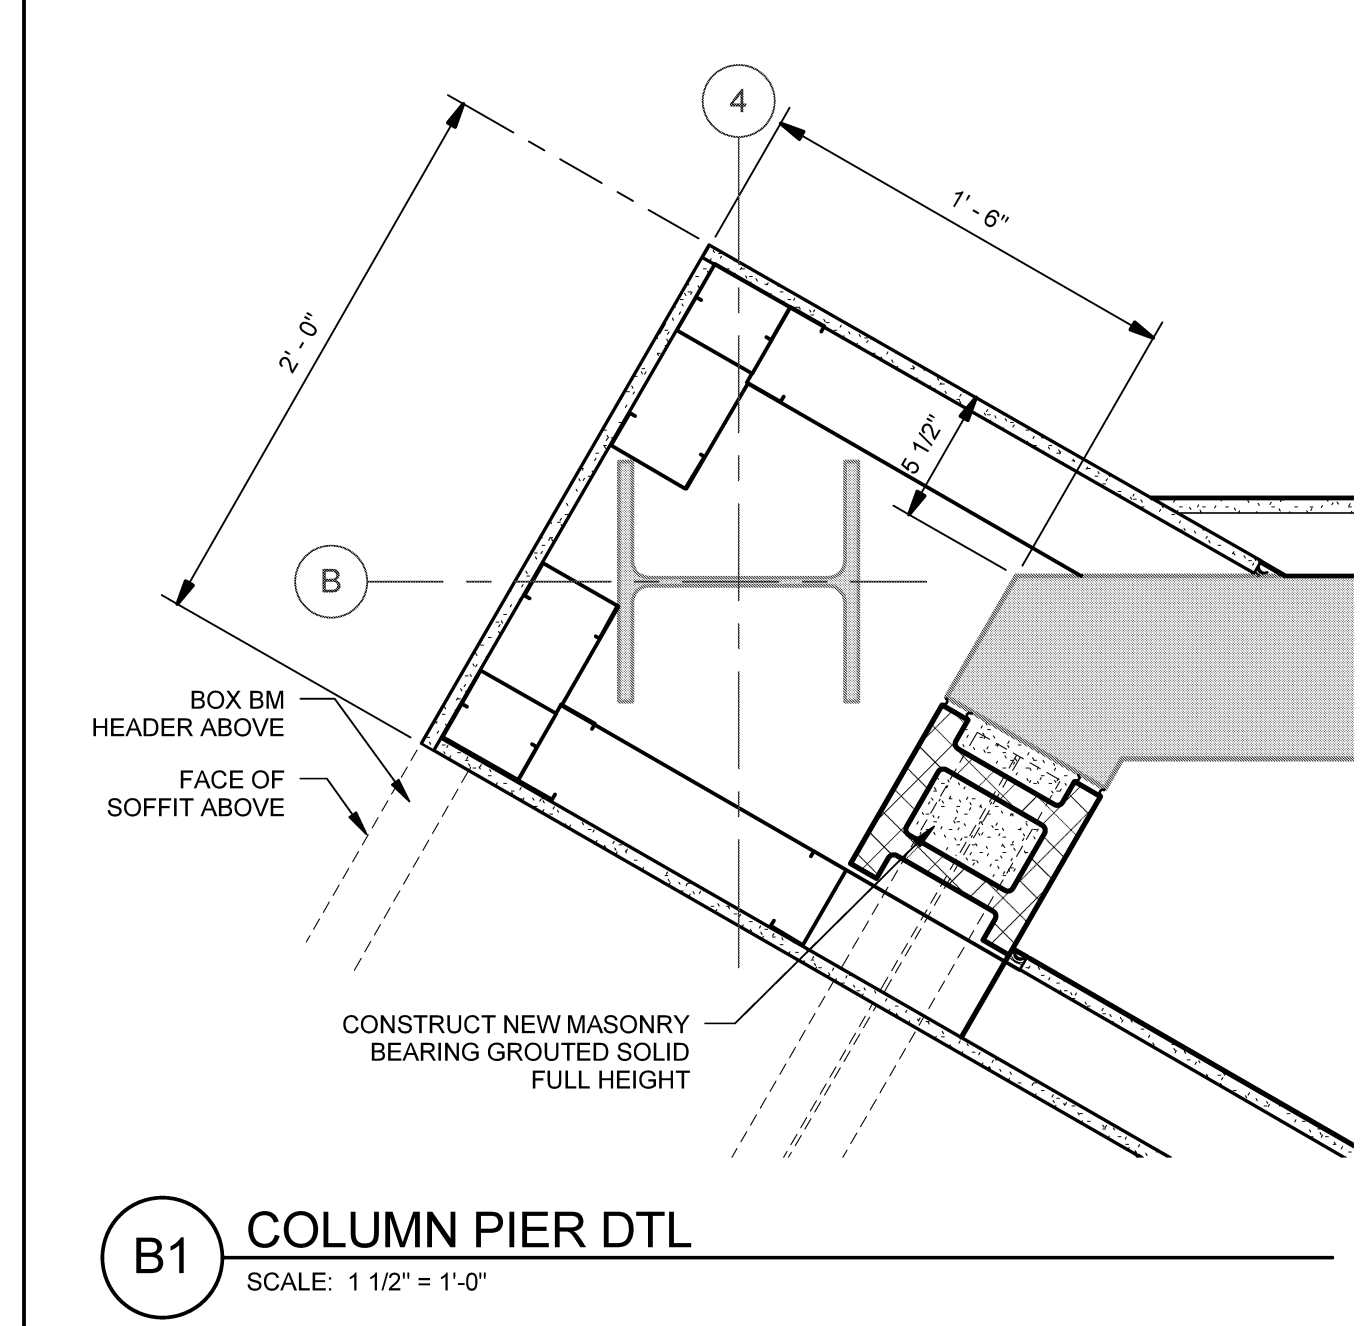 4
1' - 6"
2' - 0"
5 1/2"
B
BOX BM
HEADER ABOVE
FACE OF
SOFFIT ABOVE
CONSTRUCT NEW MASONRY
BEARING GROUTED SOLID
FULL HEIGHT
B1
COLUMN PIER DTL
SCALE: 1 1/2" = 1'-0"